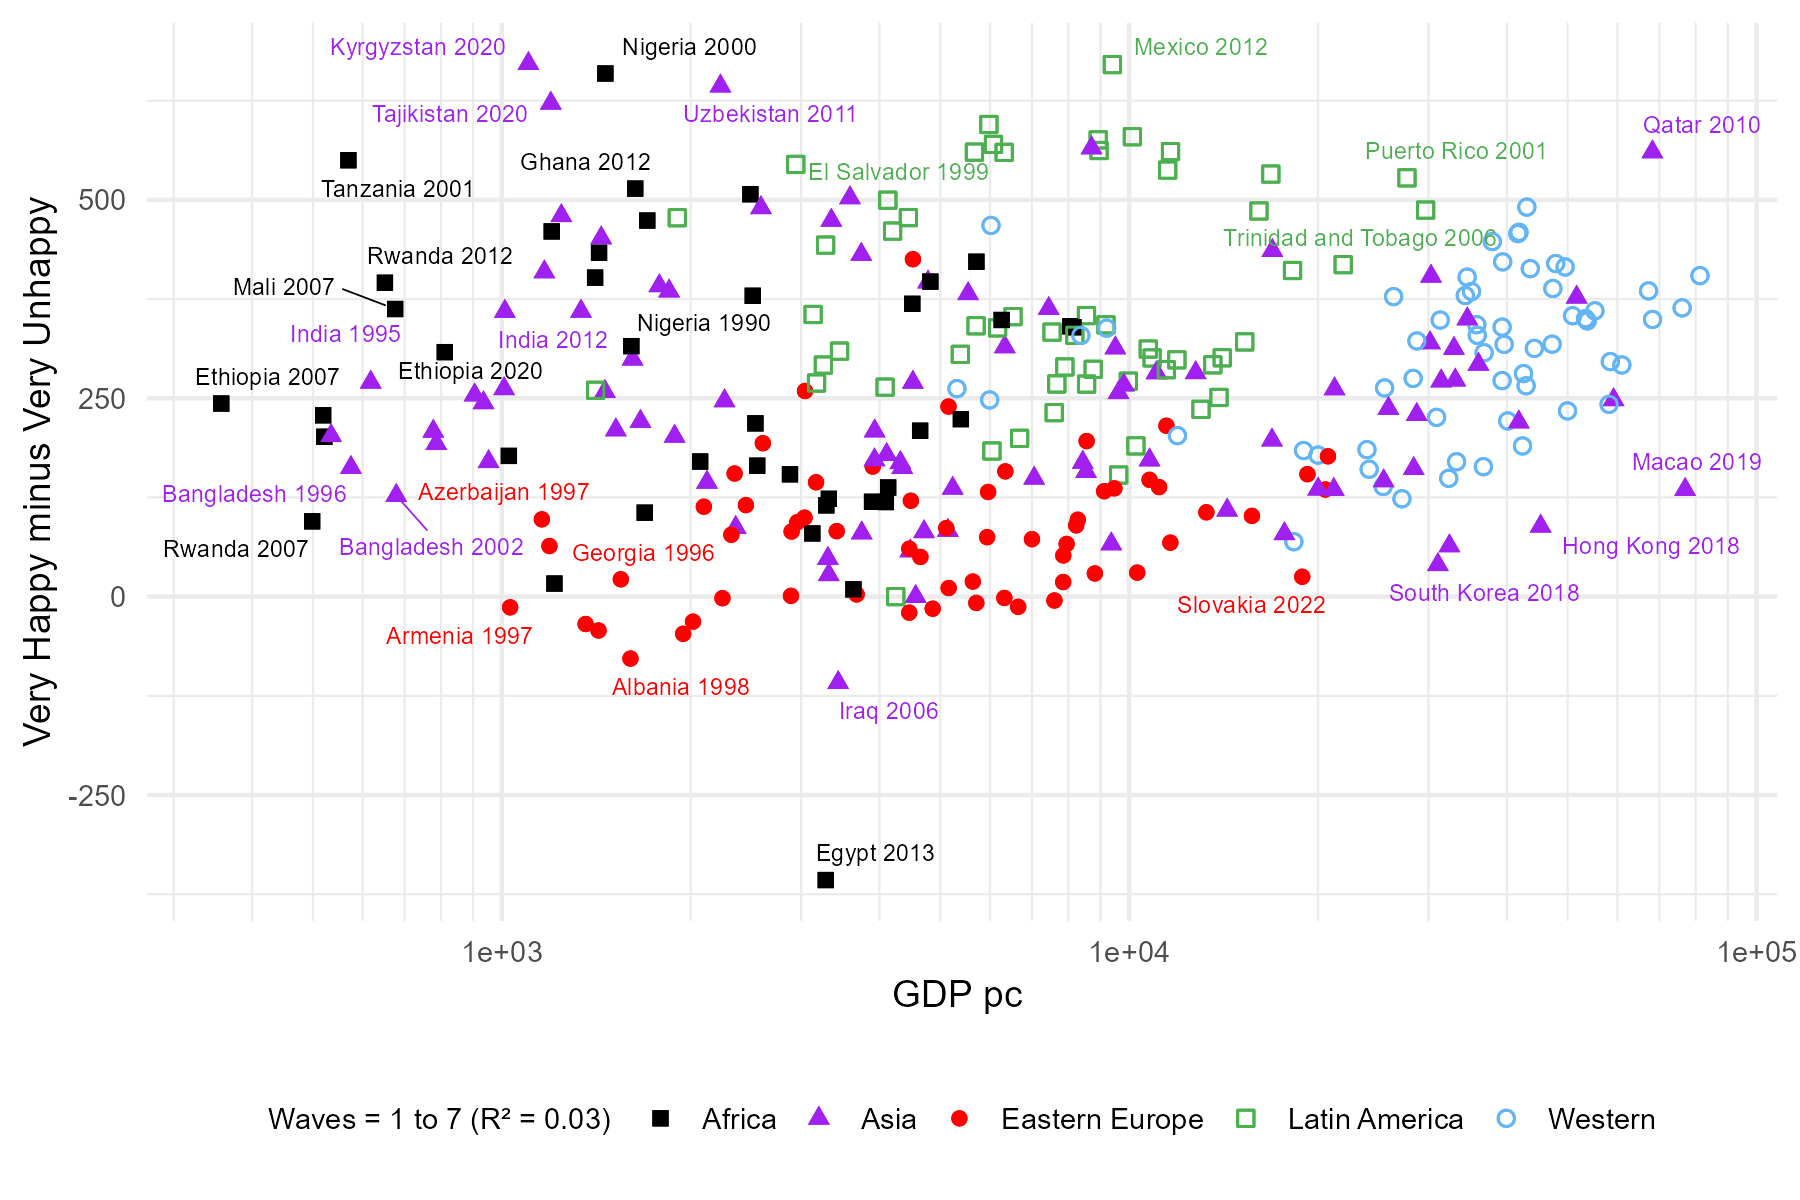 Kyrgyzstan 2020
Nigeria 2000
Mexico 2012
Tajikistan 2020
Uzbekistan 2011
Qatar 2010
Ghana 2012
Puerto Rico 2001
El Salvador 1999
Tanzania 2001
500
Trinidad and Tobago 2006
Rwanda 2012
Mali 2007
Nigeria 1990
India 1995
India 2012
Ethiopia 2020
Ethiopia 2007
250
Macao 2019
Bangladesh 1996
Azerbaijan 1997
Bangladesh 2002
Rwanda 2007
Georgia 1996
Hong Kong 2018
South Korea 2018
0
Slovakia 2022
Armenia 1997
Albania 1998
Iraq 2006
-250
Egypt 2013
Very Happy minus Very Unhappy
1e+03
1e+04
1e+05
GDP pc
Waves = 1 to 7 (R² = 0.03)
Africa
Asia
Eastern Europe
Latin America
Western